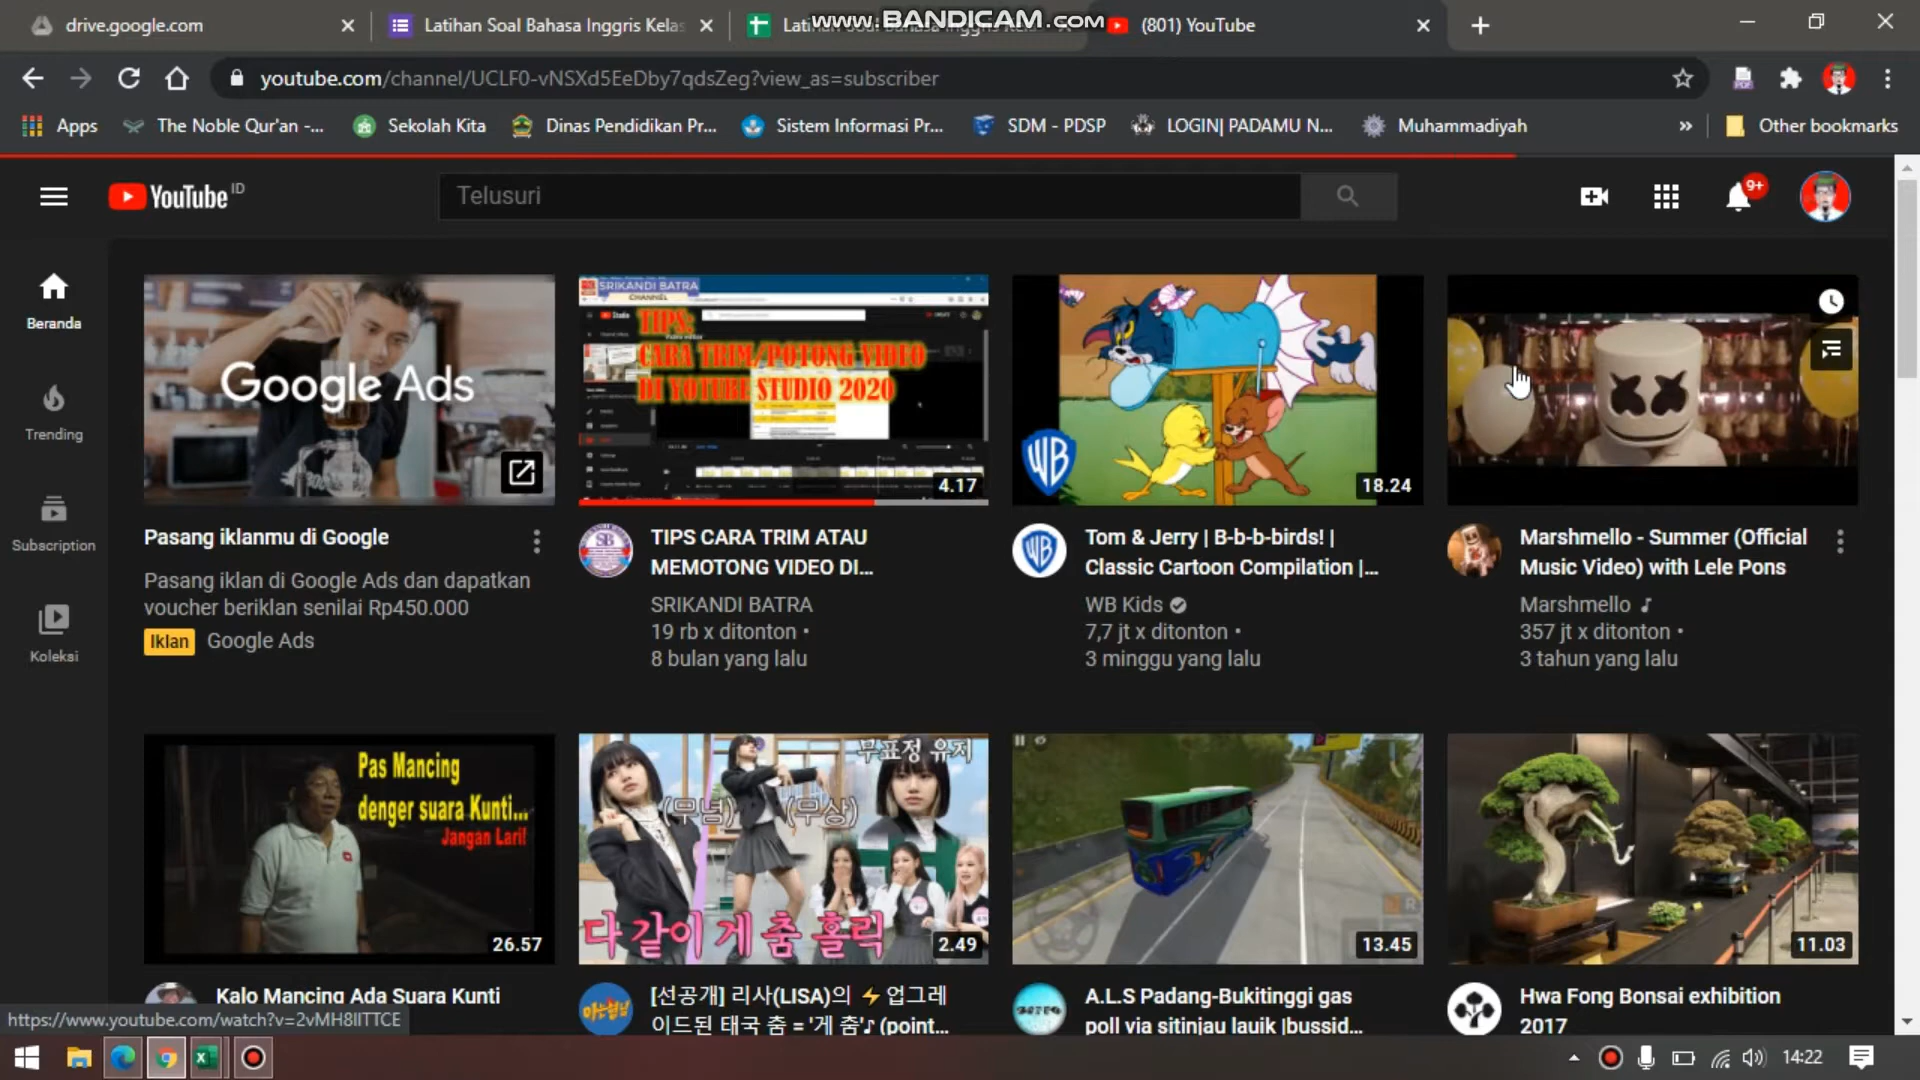 www.BANDICAM.com
drive.google.com
Latihan Soal Bahasa Inggris Kelas
(801) YouTube
youtube.com/channel/UCLF0-vNSXd5EeDby7qdsZeg?view_as=subscriber
Apps
The Noble Qur'an -...
Sekolah Kita
Dinas Pendidikan Pr...
Sistem Informasi Pr...
SDM - PDSP
LOGIN| PADAMU N...
Muhammadiyah
»
Other bookmarks
YouTube ID
Telusuri
9+
Beranda
Trending
Subscription
Koleksi
Google Ads
SRIKANDI BATRA
CHANNEL
TIPS:
CARA TRIM/POTONG VIDEO
DI YOTUBE STUDIO 2020
4.17
WB
18.24
Pasang iklanmu di Google
Pasang iklan di Google Ads dan dapatkan
voucher beriklan senilai Rp450.000
Iklan Google Ads
TIPS CARA TRIM ATAU
MEMOTONG VIDEO DI...
SRIKANDI BATRA
19 rb x ditonton •
8 bulan yang lalu
Tom & Jerry | B-b-b-birds! |
Classic Cartoon Compilation |...
WB Kids
7,7 jt x ditonton •
3 minggu yang lalu
Marshmello - Summer (Official
Music Video) with Lele Pons
Marshmello
357 jt x ditonton •
3 tahun yang lalu
Pas Mancing
denger suara Kunti...
Jangan Lari!
26.57
무표정 유지
(무념)
(무상)
다 같이 게 춤 홀릭
2.49
13.45
11.03
Kalo Mancing Ada Suara Kunti
[선공개] 리사(LISA)의 ⚡업그레
이드된 태국 춤 = '게 춤'♪ (point...
A.L.S Padang-Bukitinggi gas
poll via sitinjau lauik |bussid...
Hwa Fong Bonsai exhibition
2017
https://www.youtube.com/watch?v=2vMH8lITTCE
14:22